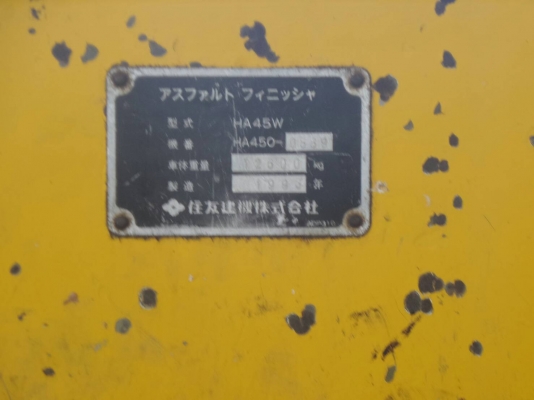 アスファルト フィニッシャ
型式 HA45W
機番 HA450-
車体重量 kg
製造 年
住友建機株式会社